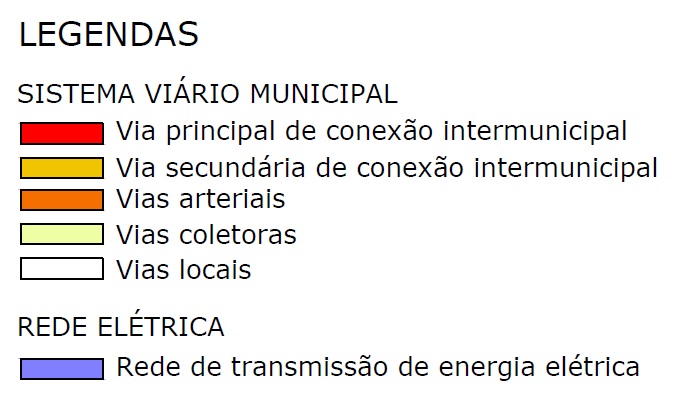 LEGENDAS
SISTEMA VIÁRIO MUNICIPAL
Via principal de conexão intermunicipal
Via secundária de conexão intermunicipal
Vias arteriais
Vias coletoras
Vias locais
REDE ELÉTRICA
Rede de transmissão de energia elétrica